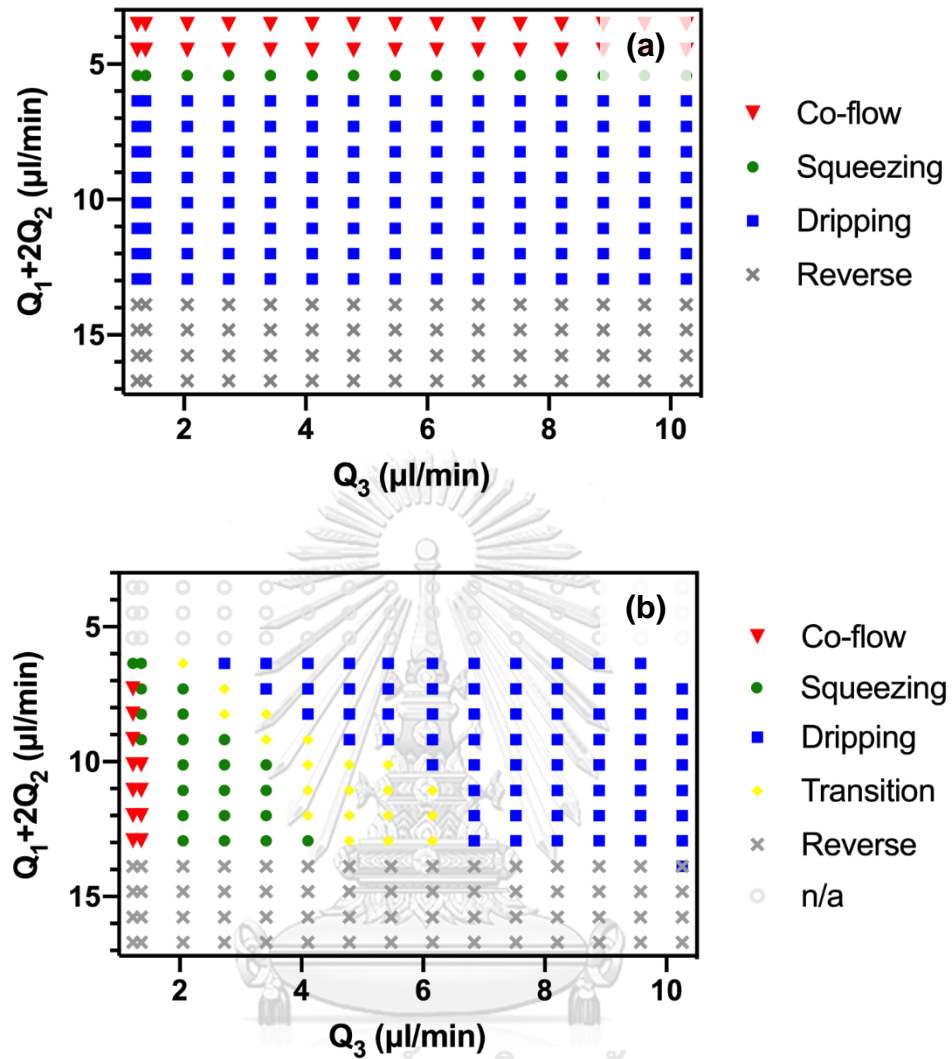 (a)
5
10
15
Q₁+2Q₂ (µl/min)
2 4 6 8 10
Q₃ (µl/min)
Co-flow
Squeezing
Dripping
Reverse
(b)
5
10
15
Q₁+2Q₂ (µl/min)
2 4 6 8 10
Q₃ (µl/min)
Co-flow
Squeezing
Dripping
Transition
Reverse
n/a